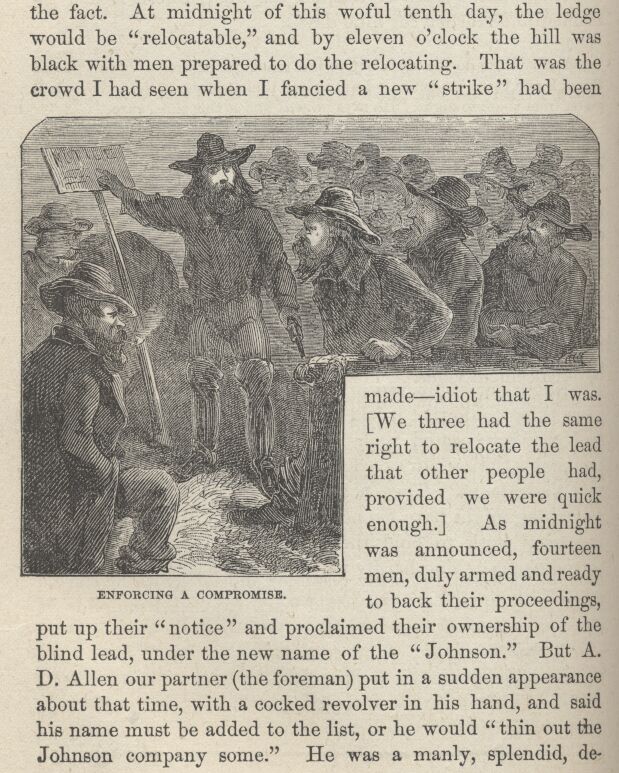 the fact. At midnight of this woful tenth day, the ledge
would be “relocatable,” and by eleven o’clock the hill was
black with men prepared to do the relocating. That was the
crowd I had seen when I fancied a new “strike” had been
made—idiot that I was.
[We three had the same
right to relocate the lead
that other people had,
provided we were quick
enough.] As midnight
was announced, fourteen
men, duly armed and ready
to back their proceedings,
ENFORCING A COMPROMISE.
put up their “notice” and proclaimed their ownership of the
blind lead, under the new name of the “Johnson.” But A.
D. Allen our partner (the foreman) put in a sudden appearance
about that time, with a cocked revolver in his hand, and said
his name must be added to the list, or he would “thin out the
Johnson company some.” He was a manly, splendid, de-